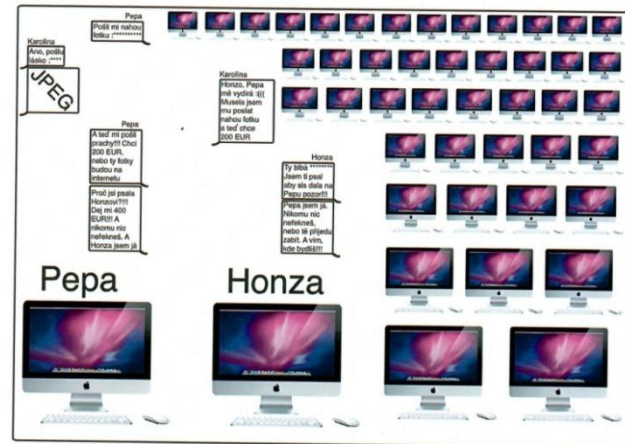 Pepa
Pošli mi nahou
fotku :**********
Karolina
Ano, pošlu
lásko :****
JPEG
Pepa
A teď mi pošli
prachy!!! Chci
200 EUR,
nebo ty fotky
budou na
internetu
Proč jsi psala
Honzovi?!!!
Dej mi 400
EUR!!! A
nikomu nic
neřekneš. A
Honza jsem já
Karolina
Honzo, Pepa
mě vydírá :(((
Musela jsem
mu poslat
nahou fotku
a teď chce
200 EUR
Honza
Ty blbá ********
Jsem ti psal
aby sis dala na
Pepu pozor!!!
Pepa jsem já.
Nikomu nic
neřekneš,
nebo tě přijedu
zabít. A vím,
kde bydlíš!!!
Pepa
Honza